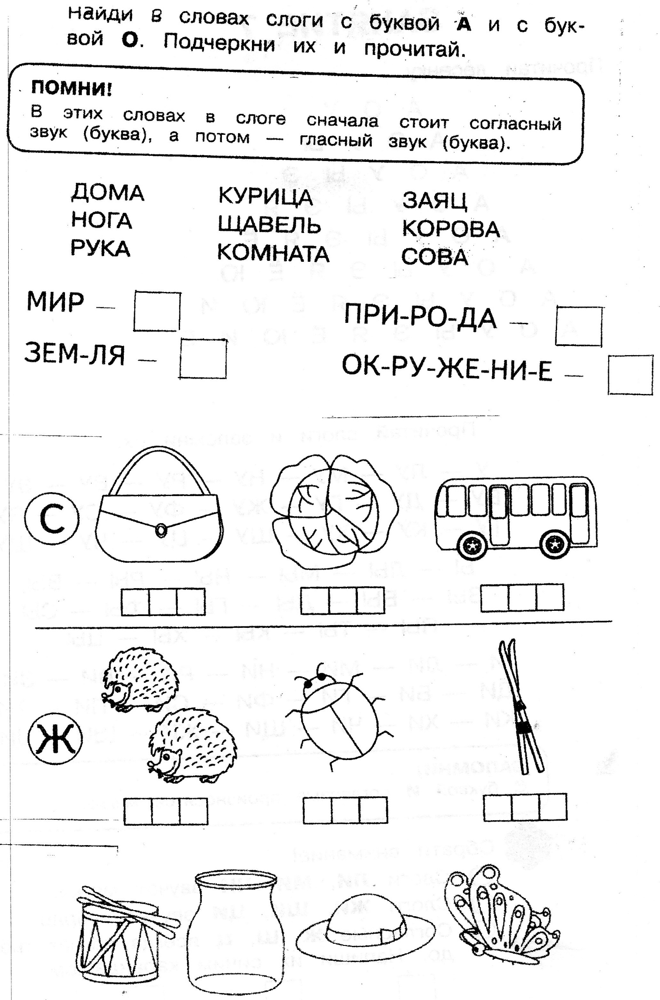 Найди в словах слоги с буквой А и с бук-
вой О. Подчеркни их и прочитай.
ПОМНИ!
В этих словах в слоге сначала стоит согласный
звук (буква), а потом — гласный звук (буква).
ДОМА КУРИЦА ЗАЯЦ
НОГА ЩАВЕЛЬ КОРОВА
РУКА КОМНАТА СОВА
МИР – ПРИ-РО-ДА –
ЗЕМ-ЛЯ – ОК-РУ-ЖЕ-НИ-Е –
С
Ж